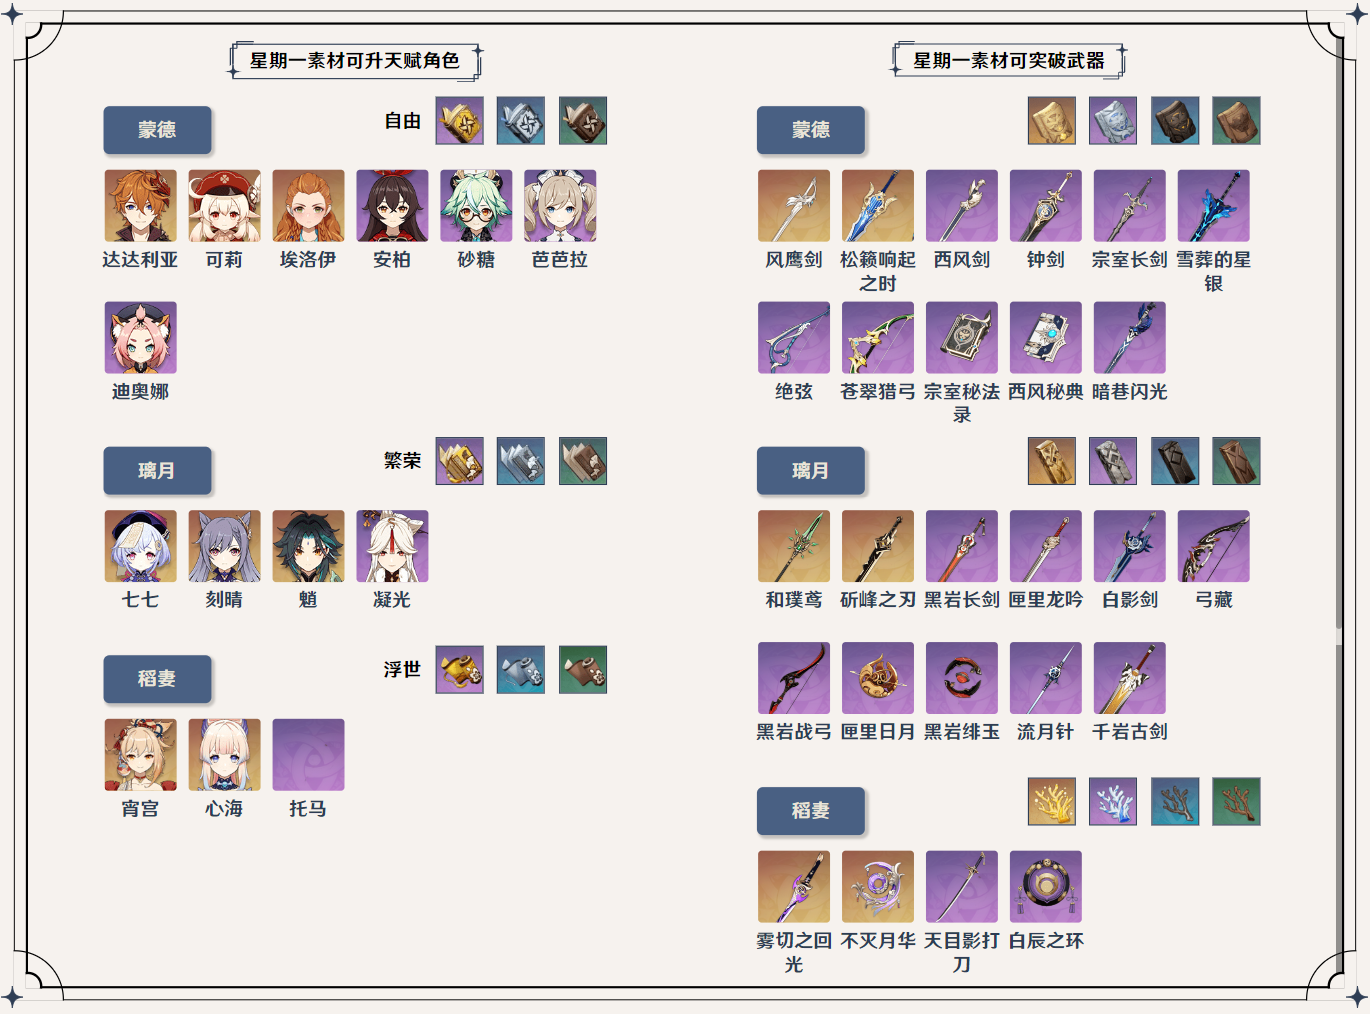 星期一素材可升天赋角色
蒙德
自由
达达利亚 可莉 埃洛伊 安柏 砂糖 芭芭拉
迪奥娜
璃月
繁荣
七七 刻晴 魈 凝光
稻妻
浮世
宵宫 心海 托马
星期一素材可突破武器
蒙德
风鹰剑 松籁响起之时 西风剑 钟剑 宗室长剑 雪葬的星银
绝弦 苍翠猎弓 宗室秘法录 西风秘典 暗巷闪光
璃月
和璞鸢 斫峰之刃 黑岩长剑 匣里龙吟 白影剑 弓藏
黑岩战弓 匣里日月 黑岩绯玉 流月针 千岩古剑
稻妻
雾切之回光 不灭月华 天目影打刀 白辰之环